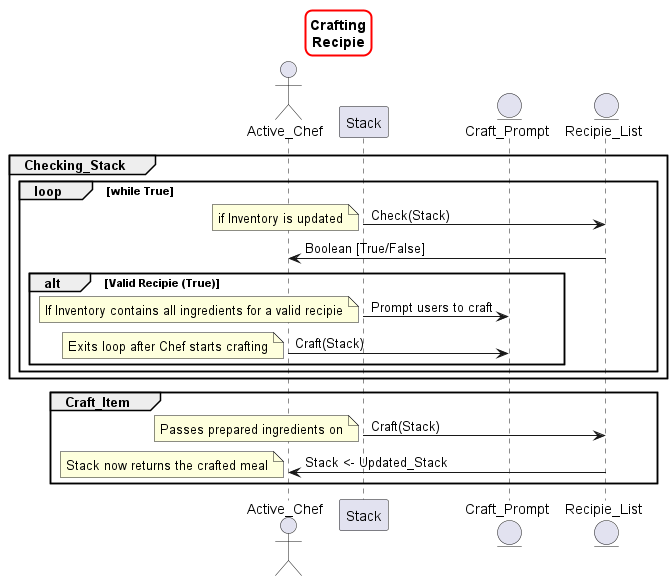 Crafting
Recipie
Active_Chef
Stack
Craft_Prompt
Recipie_List
Checking_Stack
loop [while True]
if Inventory is updated
Check(Stack)
Boolean [True/False]
alt [Valid Recipie (True)]
If Inventory contains all ingredients for a valid recipie
Prompt users to craft
Exits loop after Chef starts crafting
Craft(Stack)
Craft_Item
Passes prepared ingredients on
Craft(Stack)
Stack now returns the crafted meal
Stack <- Updated_Stack
Active_Chef
Stack
Craft_Prompt
Recipie_List